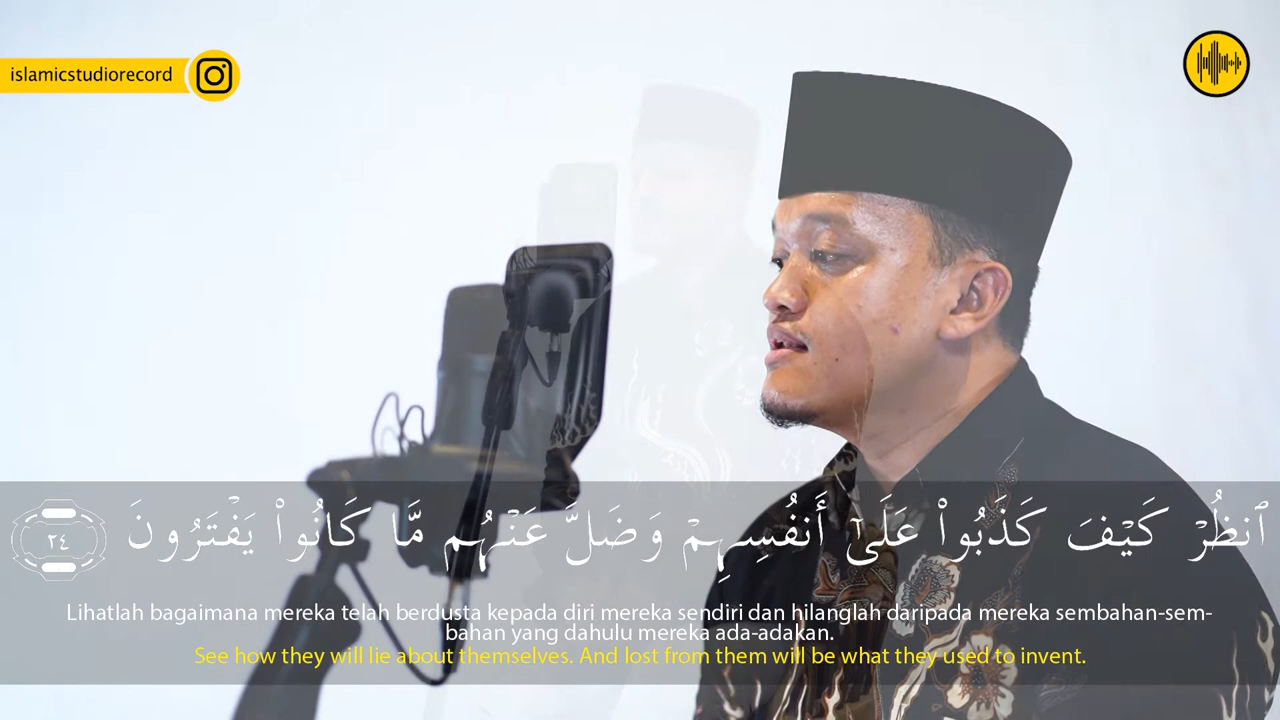 islamicstudiorecord
ٱنظُرْ كَيْفَ كَذَبُوا۟ عَلَىٰٓ أَنفُسِهِمْ وَضَلَّ عَنْهُم مَّا كَانُوا۟ يَفْتَرُونَ ٢٤
Lihatlah bagaimana mereka telah berdusta kepada diri mereka sendiri dan hilanglah daripada mereka sembahan-sem-
bahan yang dahulu mereka ada-adakan.
See how they will lie about themselves. And lost from them will be what they used to invent.